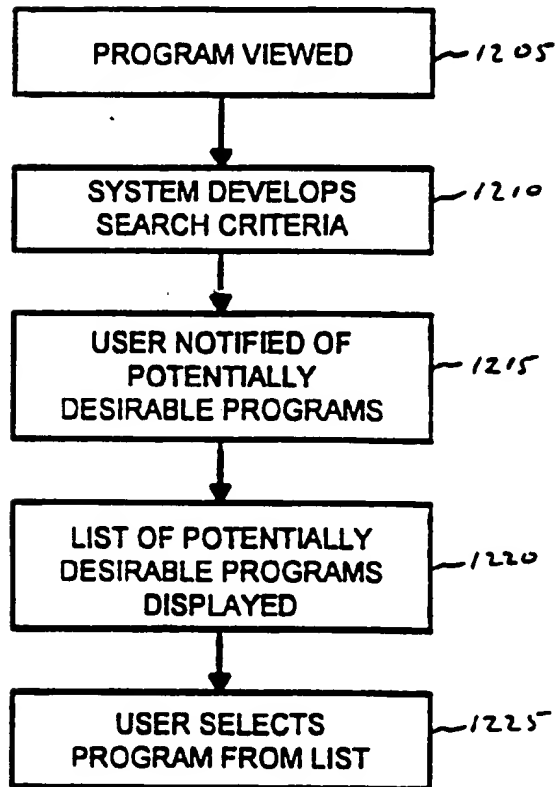 PROGRAM VIEWED
1205
SYSTEM DEVELOPS
SEARCH CRITERIA
1210
USER NOTIFIED OF
POTENTIALLY
DESIRABLE PROGRAMS
1215
LIST OF POTENTIALLY
DESIRABLE PROGRAMS
DISPLAYED
1220
USER SELECTS
PROGRAM FROM LIST
1225